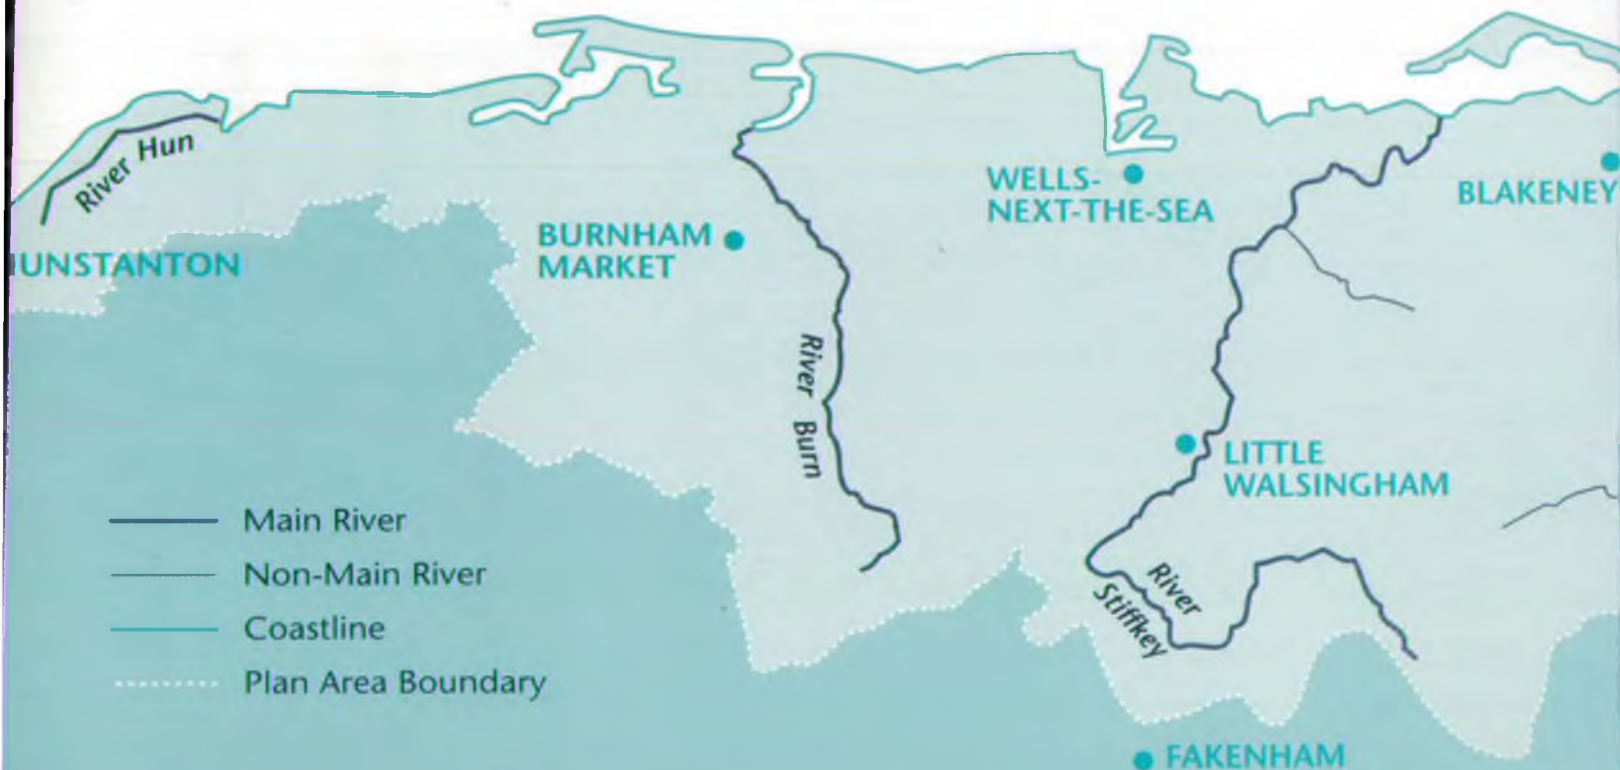 River Hun
WELLS-
NEXT-THE-SEA
BLAKENEY
BURNHAM
MARKET
UNSTANTON
River Burn
LITTLE
WALSINGHAM
Main River
Non-Main River
Coastline
Plan Area Boundary
River
Stiffkey
FAKENHAM